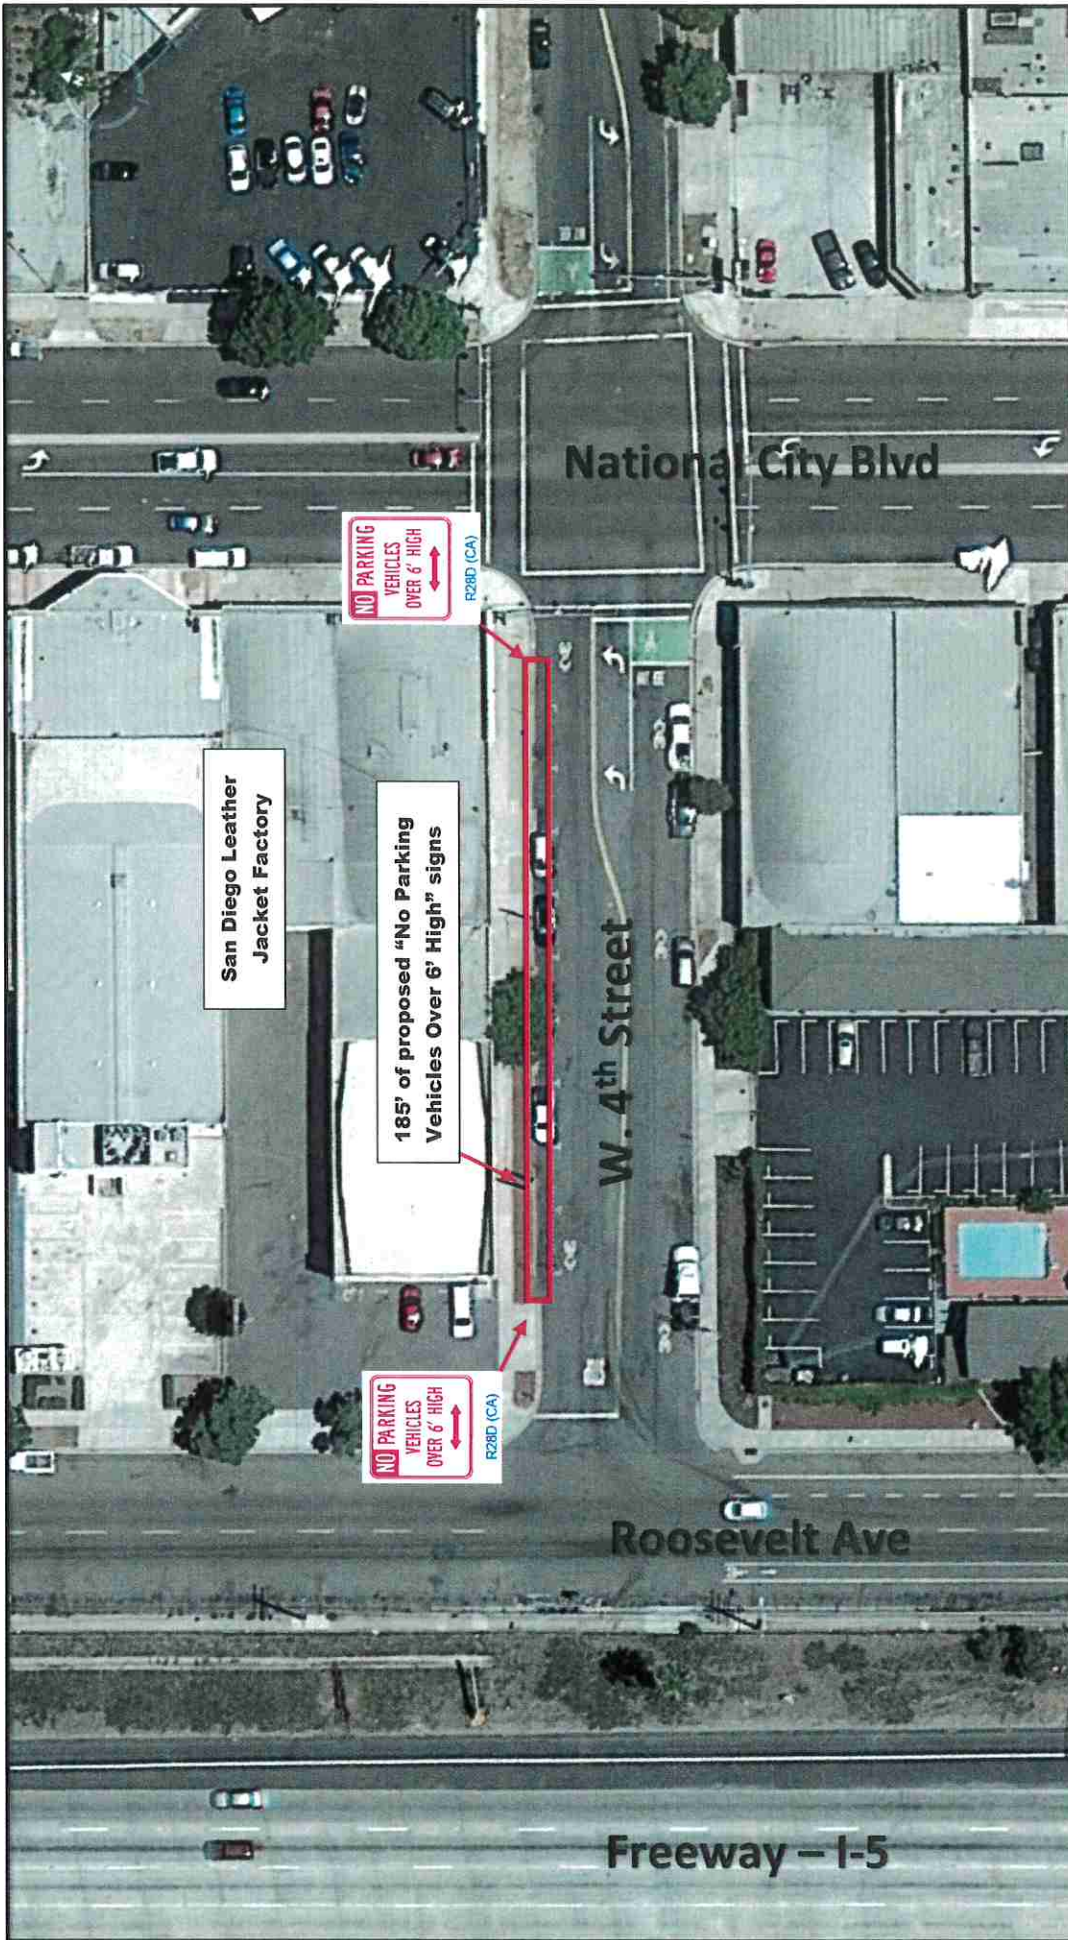 National City Blvd
NO PARKING
VEHICLES
OVER 6' HIGH
R28D (CA)
San Diego Leather
Jacket Factory
185' of proposed "No Parking
Vehicles Over 6' High" signs
W. 4th Street
NO PARKING
VEHICLES
OVER 6' HIGH
R28D (CA)
Roosevelt Ave
Freeway – I-5